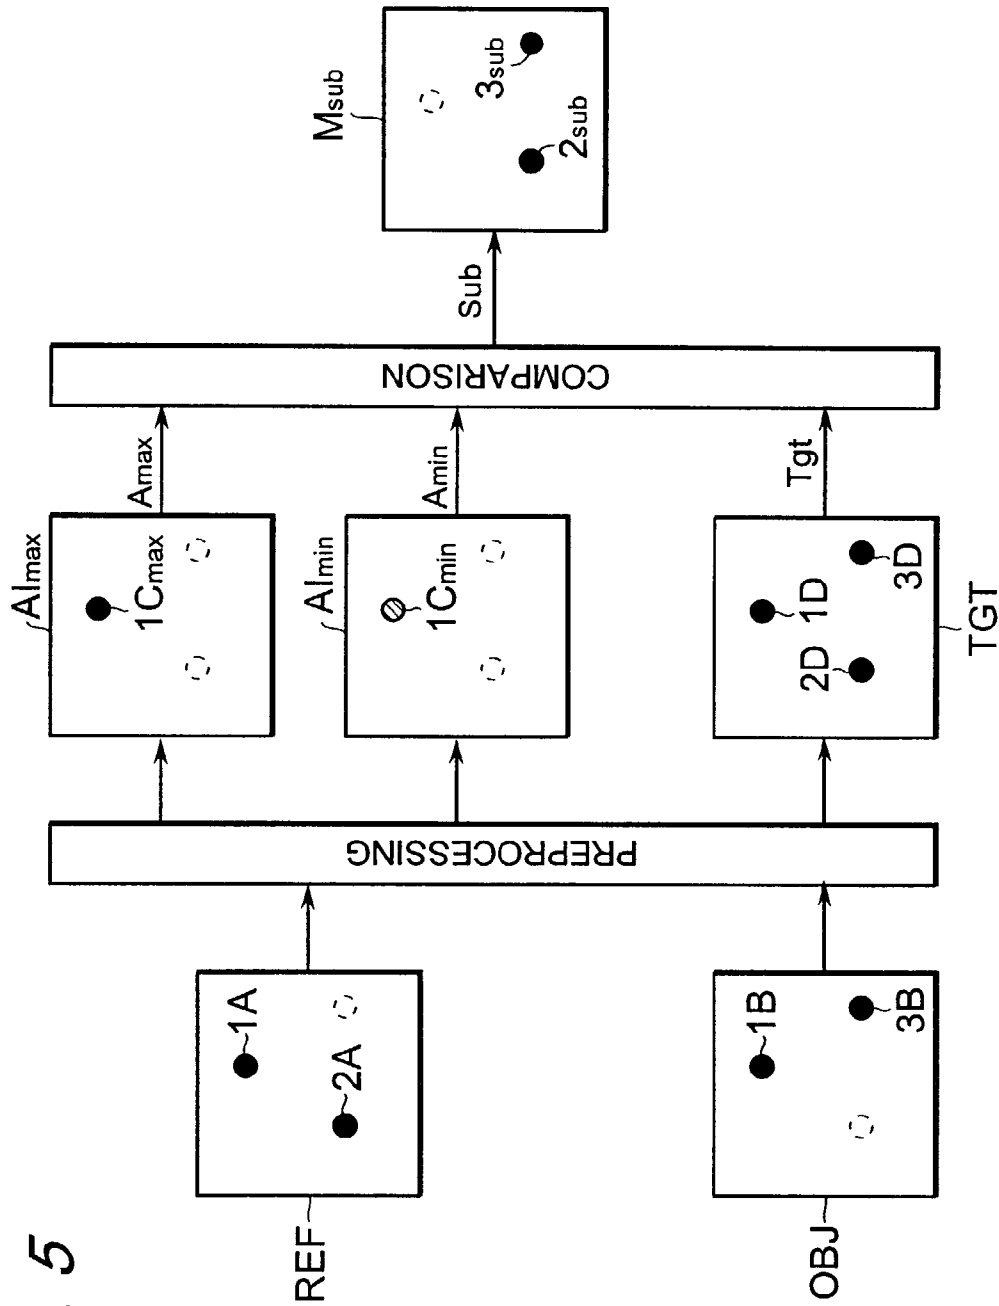 5
REF
1A
2A
OBJ
1B
3B
PREPROCESSING
AImax
1Cmax
Amax
AImin
1Cmin
Amin
TGT
1D
2D
3D
Tgt
COMPARISON
Sub
Msub
2sub
3sub